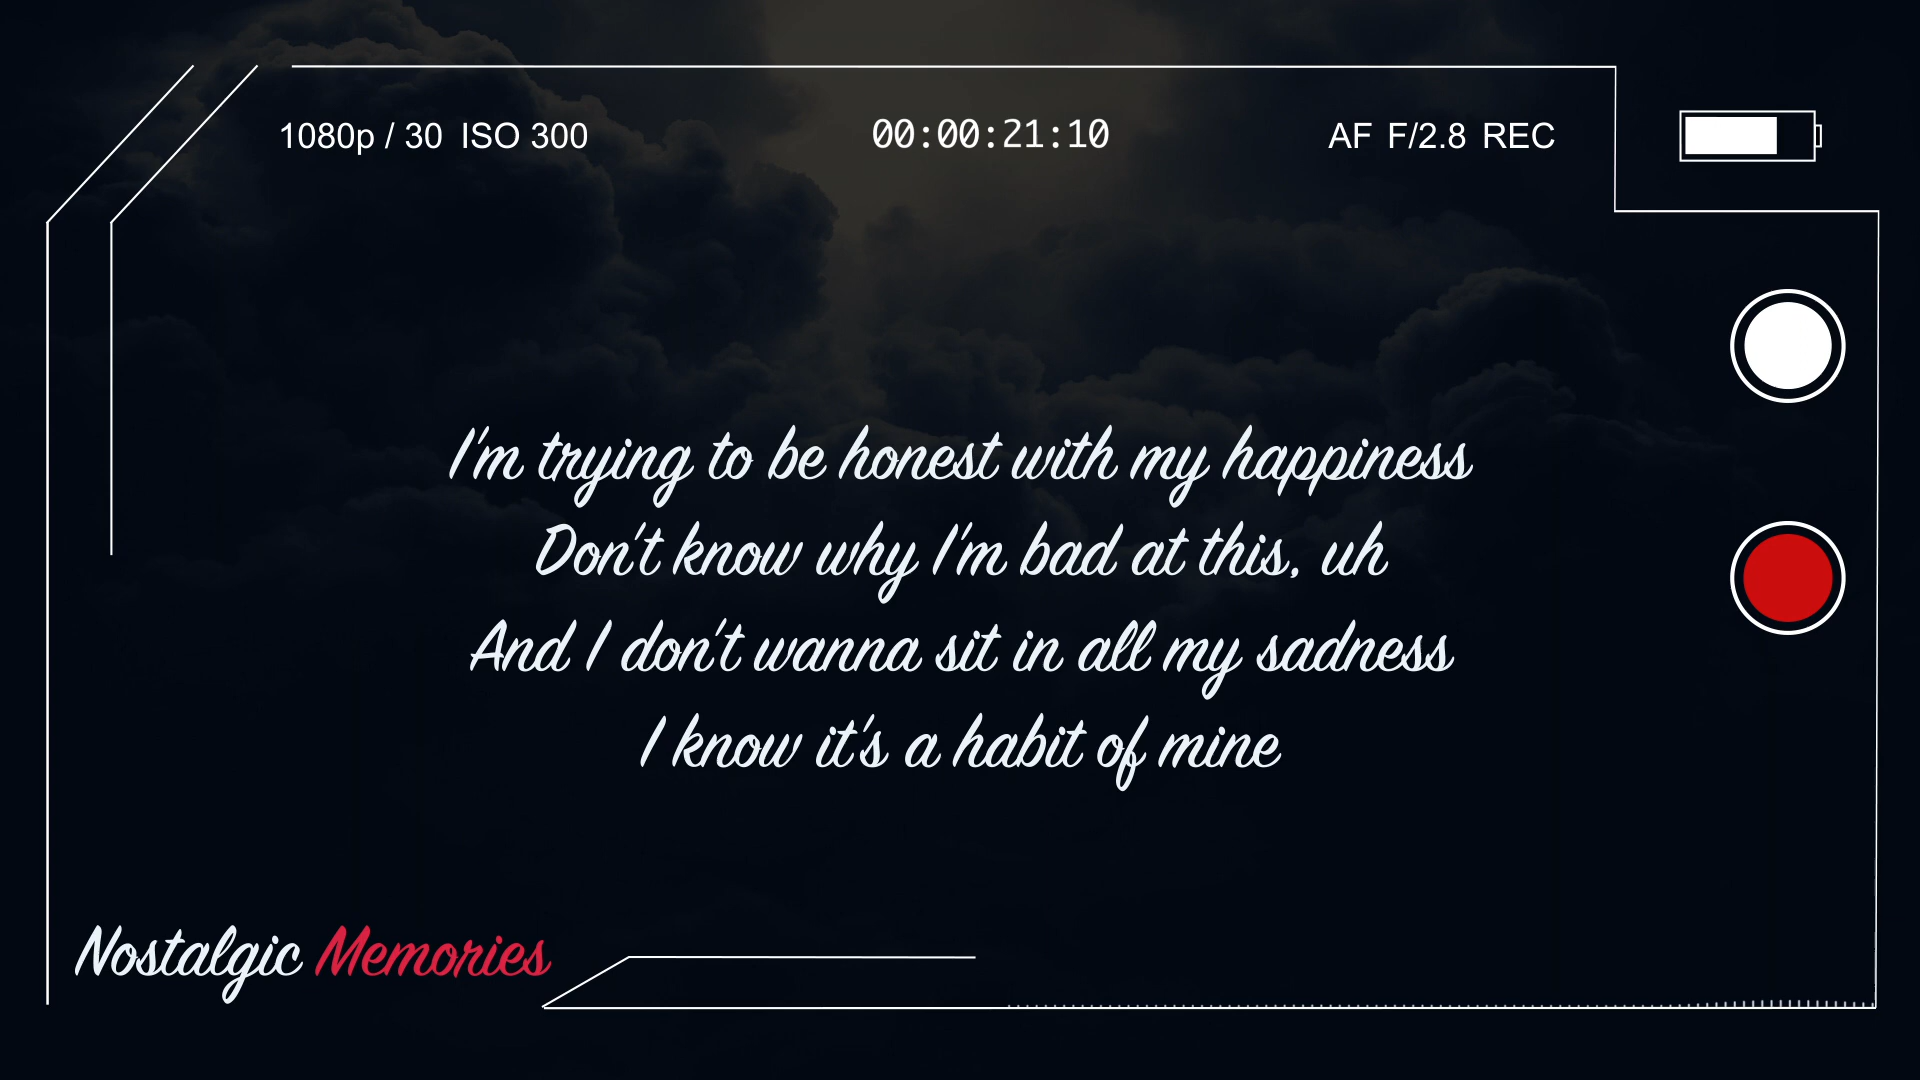 1080p / 30 ISO 300
00:00:21:10
AF F/2.8 REC
I'm trying to be honest with my happiness
Don't know why I'm bad at this, uh
And I don't wanna sit in all my sadness
I know it's a habit of mine
Nostalgic Memories